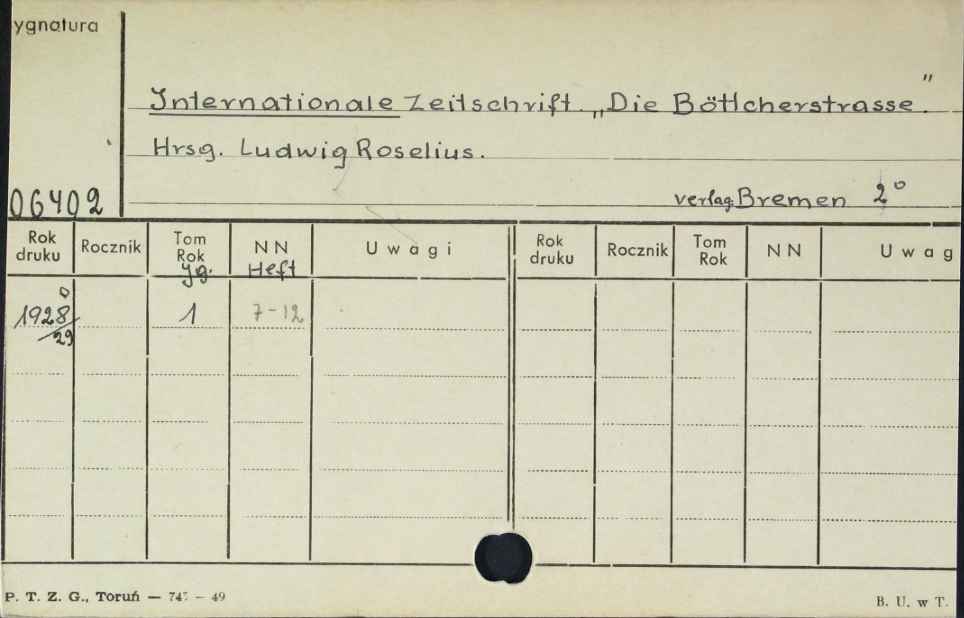 ygnatura
Internationale Zeitschrift „Die Böttcherstrasse".
Hrsg. Ludwig Roselius.
06402
verlag. Bremen 2°
Rok druku Rocznik Tom Rok Jg. NN Heft Uwagi Rok druku Rocznik Tom Rok NN Uwag
1928/29 1 7-12
P. T. Z. G., Toruń — 49
B. U. w T.